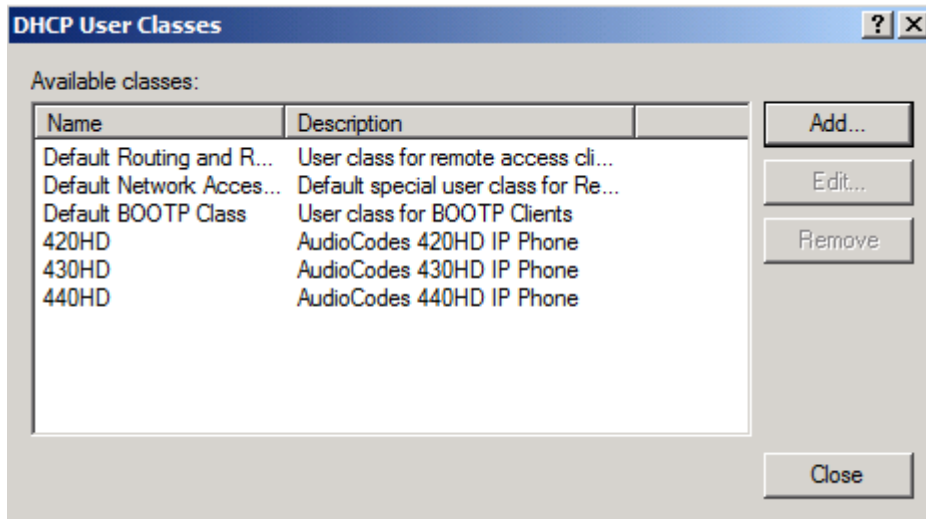 DHCP User Classes
Available classes:
Name Description
Default Routing and R... User class for remote access cli...
Default Network Acces... Default special user class for Re...
Default BOOTP Class User class for BOOTP Clients
420HD AudioCodes 420HD IP Phone
430HD AudioCodes 430HD IP Phone
440HD AudioCodes 440HD IP Phone
Add...
Edit...
Remove
Close